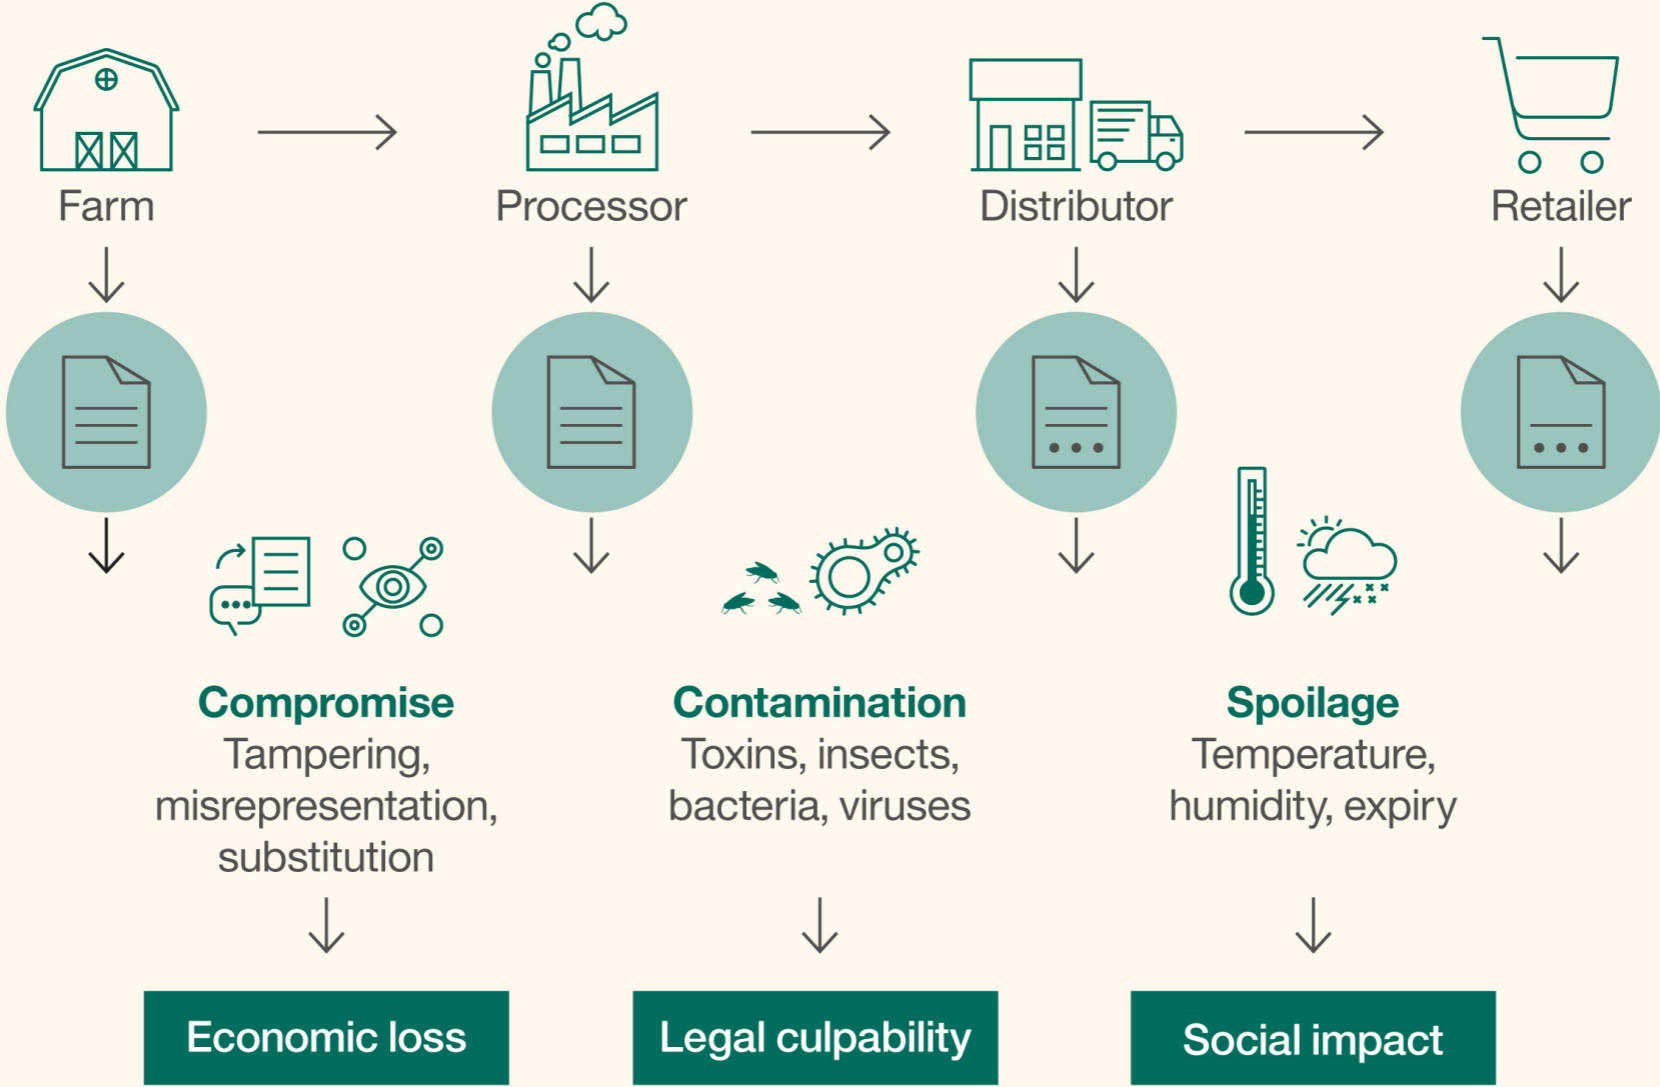 Farm
Processor
Distributor
Retailer
Compromise
Tampering,
misrepresentation,
substitution
Contamination
Toxins, insects,
bacteria, viruses
Spoilage
Temperature,
humidity, expiry
Economic loss
Legal culpability
Social impact